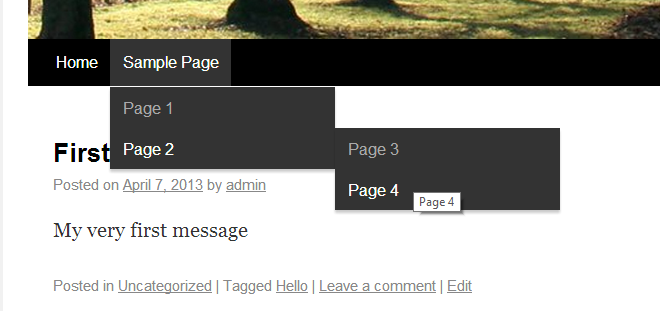 Home Sample Page
Page 1
First
Page 2 Page 3
Posted on April 7, 2013 by admin
Page 4
Page 4
My very first message
Posted in Uncategorized | Tagged Hello | Leave a comment | Edit